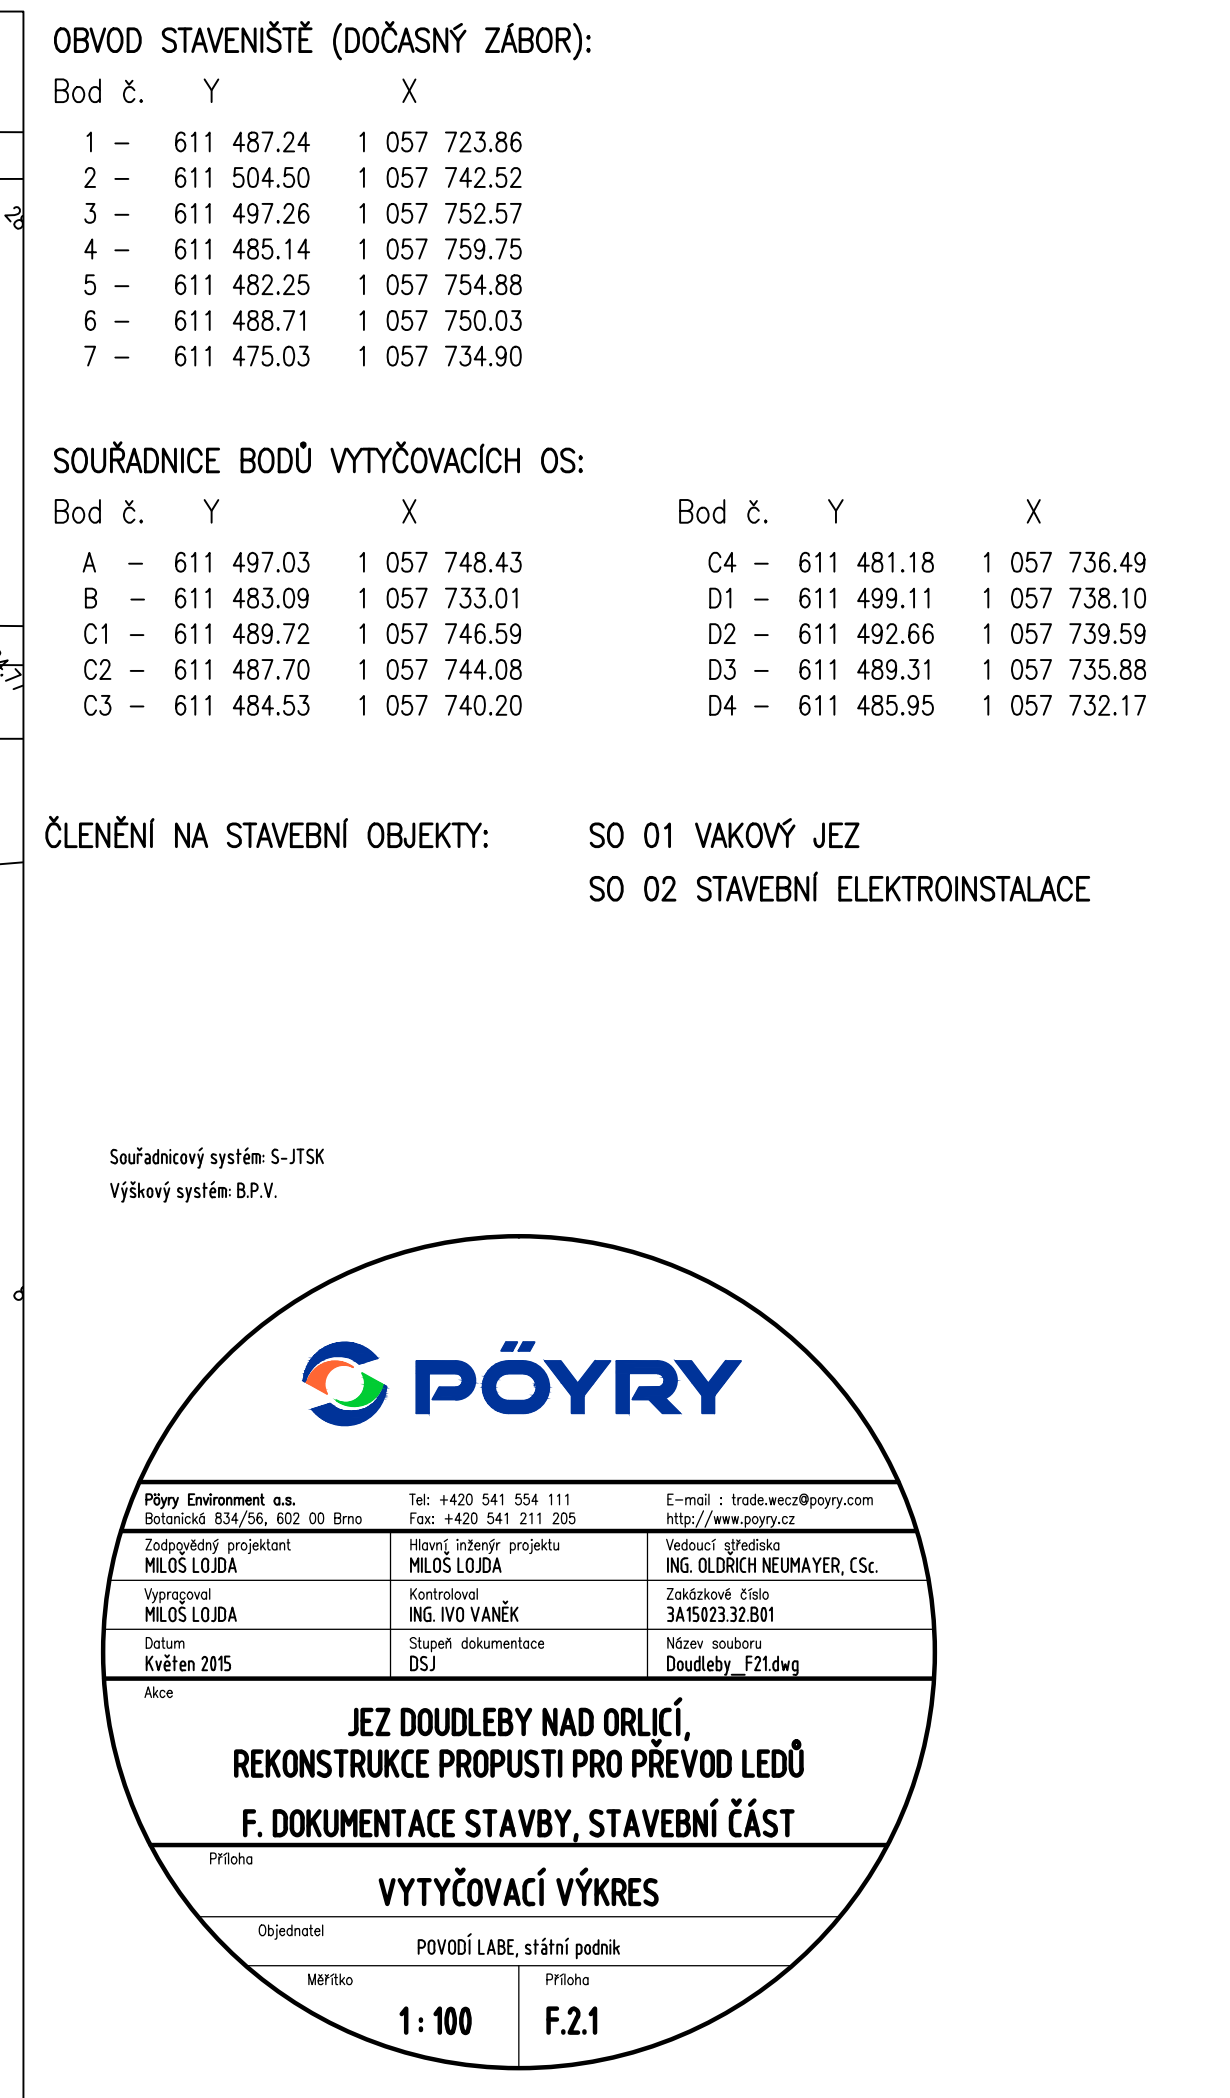 OBVOD STAVENIŠTĚ (DOČASNÝ ZÁBOR):
Bod č. Y X
1 – 611 487.24 1 057 723.86
2 – 611 504.50 1 057 742.52
3 – 611 497.26 1 057 752.57
4 – 611 485.14 1 057 759.75
5 – 611 482.25 1 057 754.88
6 – 611 488.71 1 057 750.03
7 – 611 475.03 1 057 734.90
SOUŘADNICE BODŮ VYTYČOVACÍCH OS:
Bod č. Y X
A – 611 497.03 1 057 748.43
B – 611 483.09 1 057 733.01
C1 – 611 489.72 1 057 746.59
C2 – 611 487.70 1 057 744.08
C3 – 611 484.53 1 057 740.20
Bod č. Y X
C4 – 611 481.18 1 057 736.49
D1 – 611 499.11 1 057 738.10
D2 – 611 492.66 1 057 739.59
D3 – 611 489.31 1 057 735.88
D4 – 611 485.95 1 057 732.17
ČLENĚNÍ NA STAVEBNÍ OBJEKTY: SO 01 VAKOVÝ JEZ
SO 02 STAVEBNÍ ELEKTROINSTALACE
Souřadnicový systém: S-JTSK
Výškový systém: B.P.V.
PÖYRY
Pöyry Environment a.s.
Botanická 834/56, 602 00 Brno
Tel: +420 541 554 111
Fax: +420 541 211 205
E-mail : trade.wecz@poyry.com
http://www.poyry.cz
Zodpovědný projektant
MILOŠ LOJDA
Hlavní inženýr projektu
MILOŠ LOJDA
Vedoucí střediska
ING. OLDŘICH NEUMAYER, CSc.
Vypracoval
MILOŠ LOJDA
Kontroloval
ING. IVO VANĚK
Zakázkové číslo
3A15023.32.B01
Datum
Květen 2015
Stupeň dokumentace
DSJ
Název souboru
Doudleby_F21.dwg
Akce
JEZ DOUDLEBY NAD ORLICÍ,
REKONSTRUKCE PROPUSTI PRO PŘEVOD LEDŮ
F. DOKUMENTACE STAVBY, STAVEBNÍ ČÁST
Příloha
VYTYČOVACÍ VÝKRES
Objednatel
POVODÍ LABE, státní podnik
Měřítko
1 : 100
Příloha
F.2.1